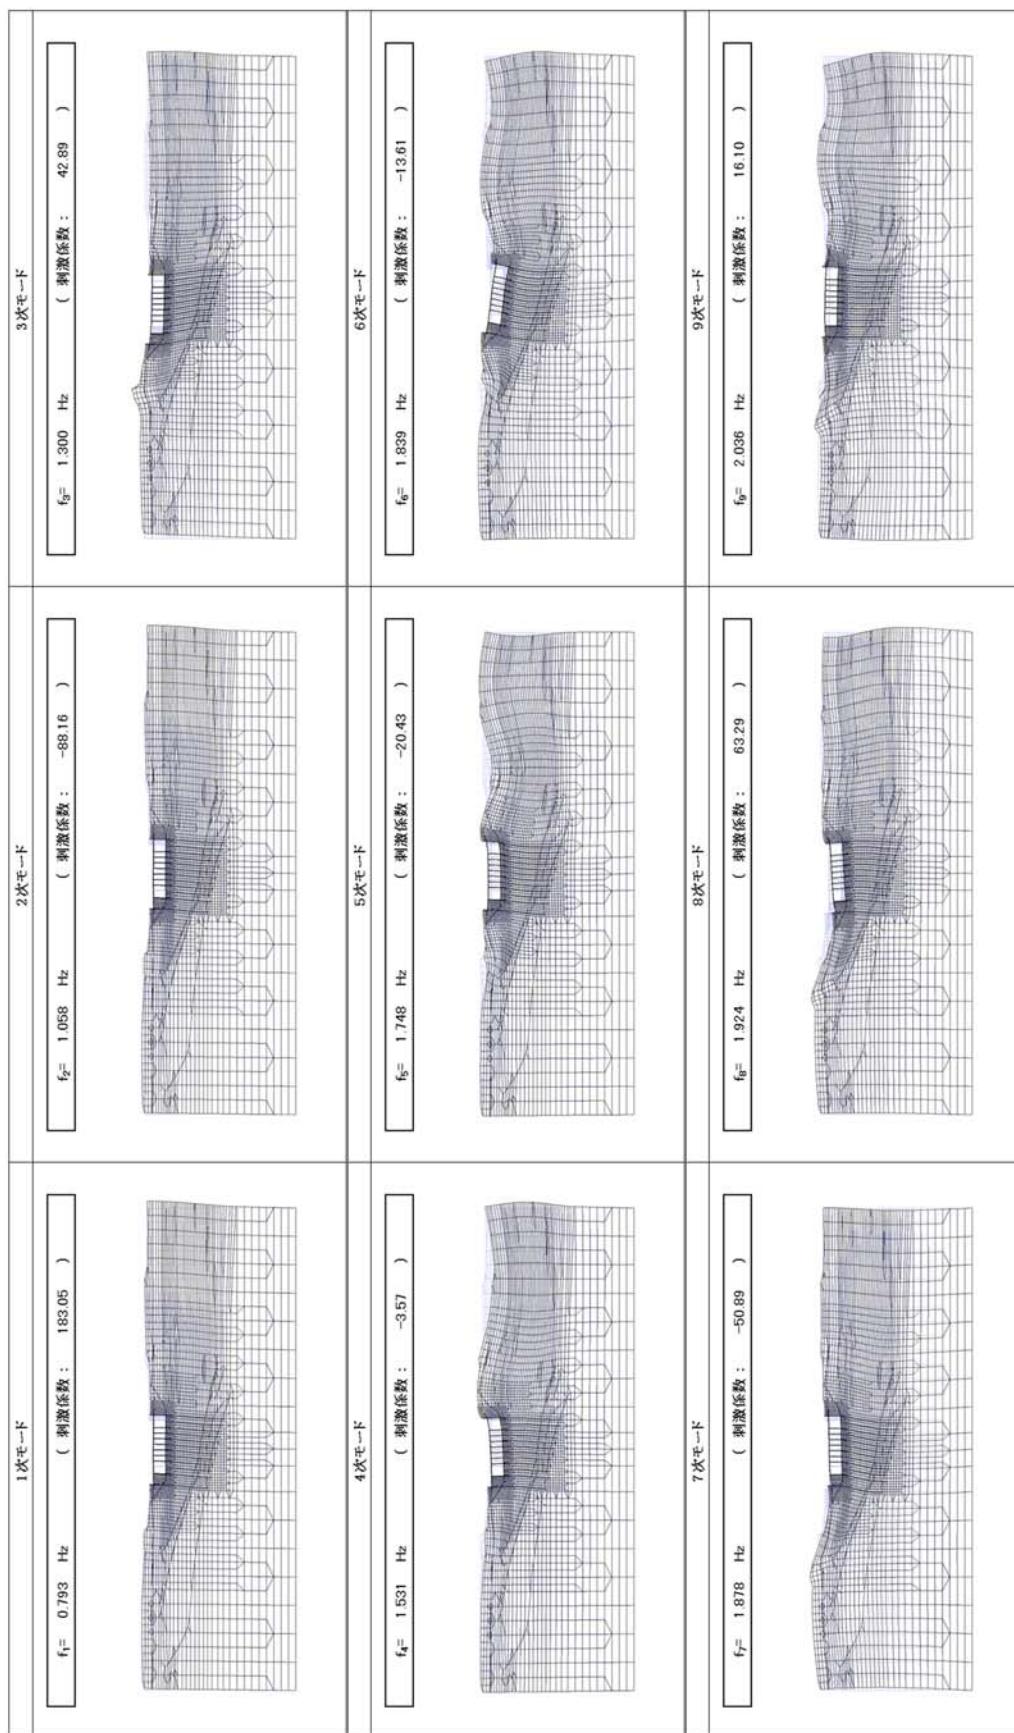 1次モード
f₁= 0.793 Hz ( 刺激係数 : 183.05 )
2次モード
f₂= 1.058 Hz ( 刺激係数 : -88.16 )
3次モード
f₃= 1.300 Hz ( 刺激係数 : 42.89 )
4次モード
f₄= 1.531 Hz ( 刺激係数 : -3.57 )
5次モード
f₅= 1.748 Hz ( 刺激係数 : -20.43 )
6次モード
f₆= 1.839 Hz ( 刺激係数 : -13.61 )
7次モード
f₇= 1.878 Hz ( 刺激係数 : -50.89 )
8次モード
f₈= 1.924 Hz ( 刺激係数 : 63.29 )
9次モード
f₉= 2.036 Hz ( 刺激係数 : 16.10 )